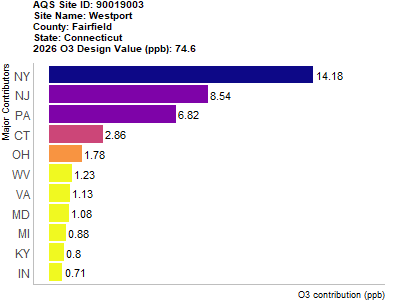 AQS Site ID: 90019003
Site Name: Westport
County: Fairfield
State: Connecticut
2026 O3 Design Value (ppb): 74.6
Major Contributors
NY 14.18
NJ 8.54
PA 6.82
CT 2.86
OH 1.78
WV 1.23
VA 1.13
MD 1.08
MI 0.88
KY 0.8
IN 0.71
O3 contribution (ppb)